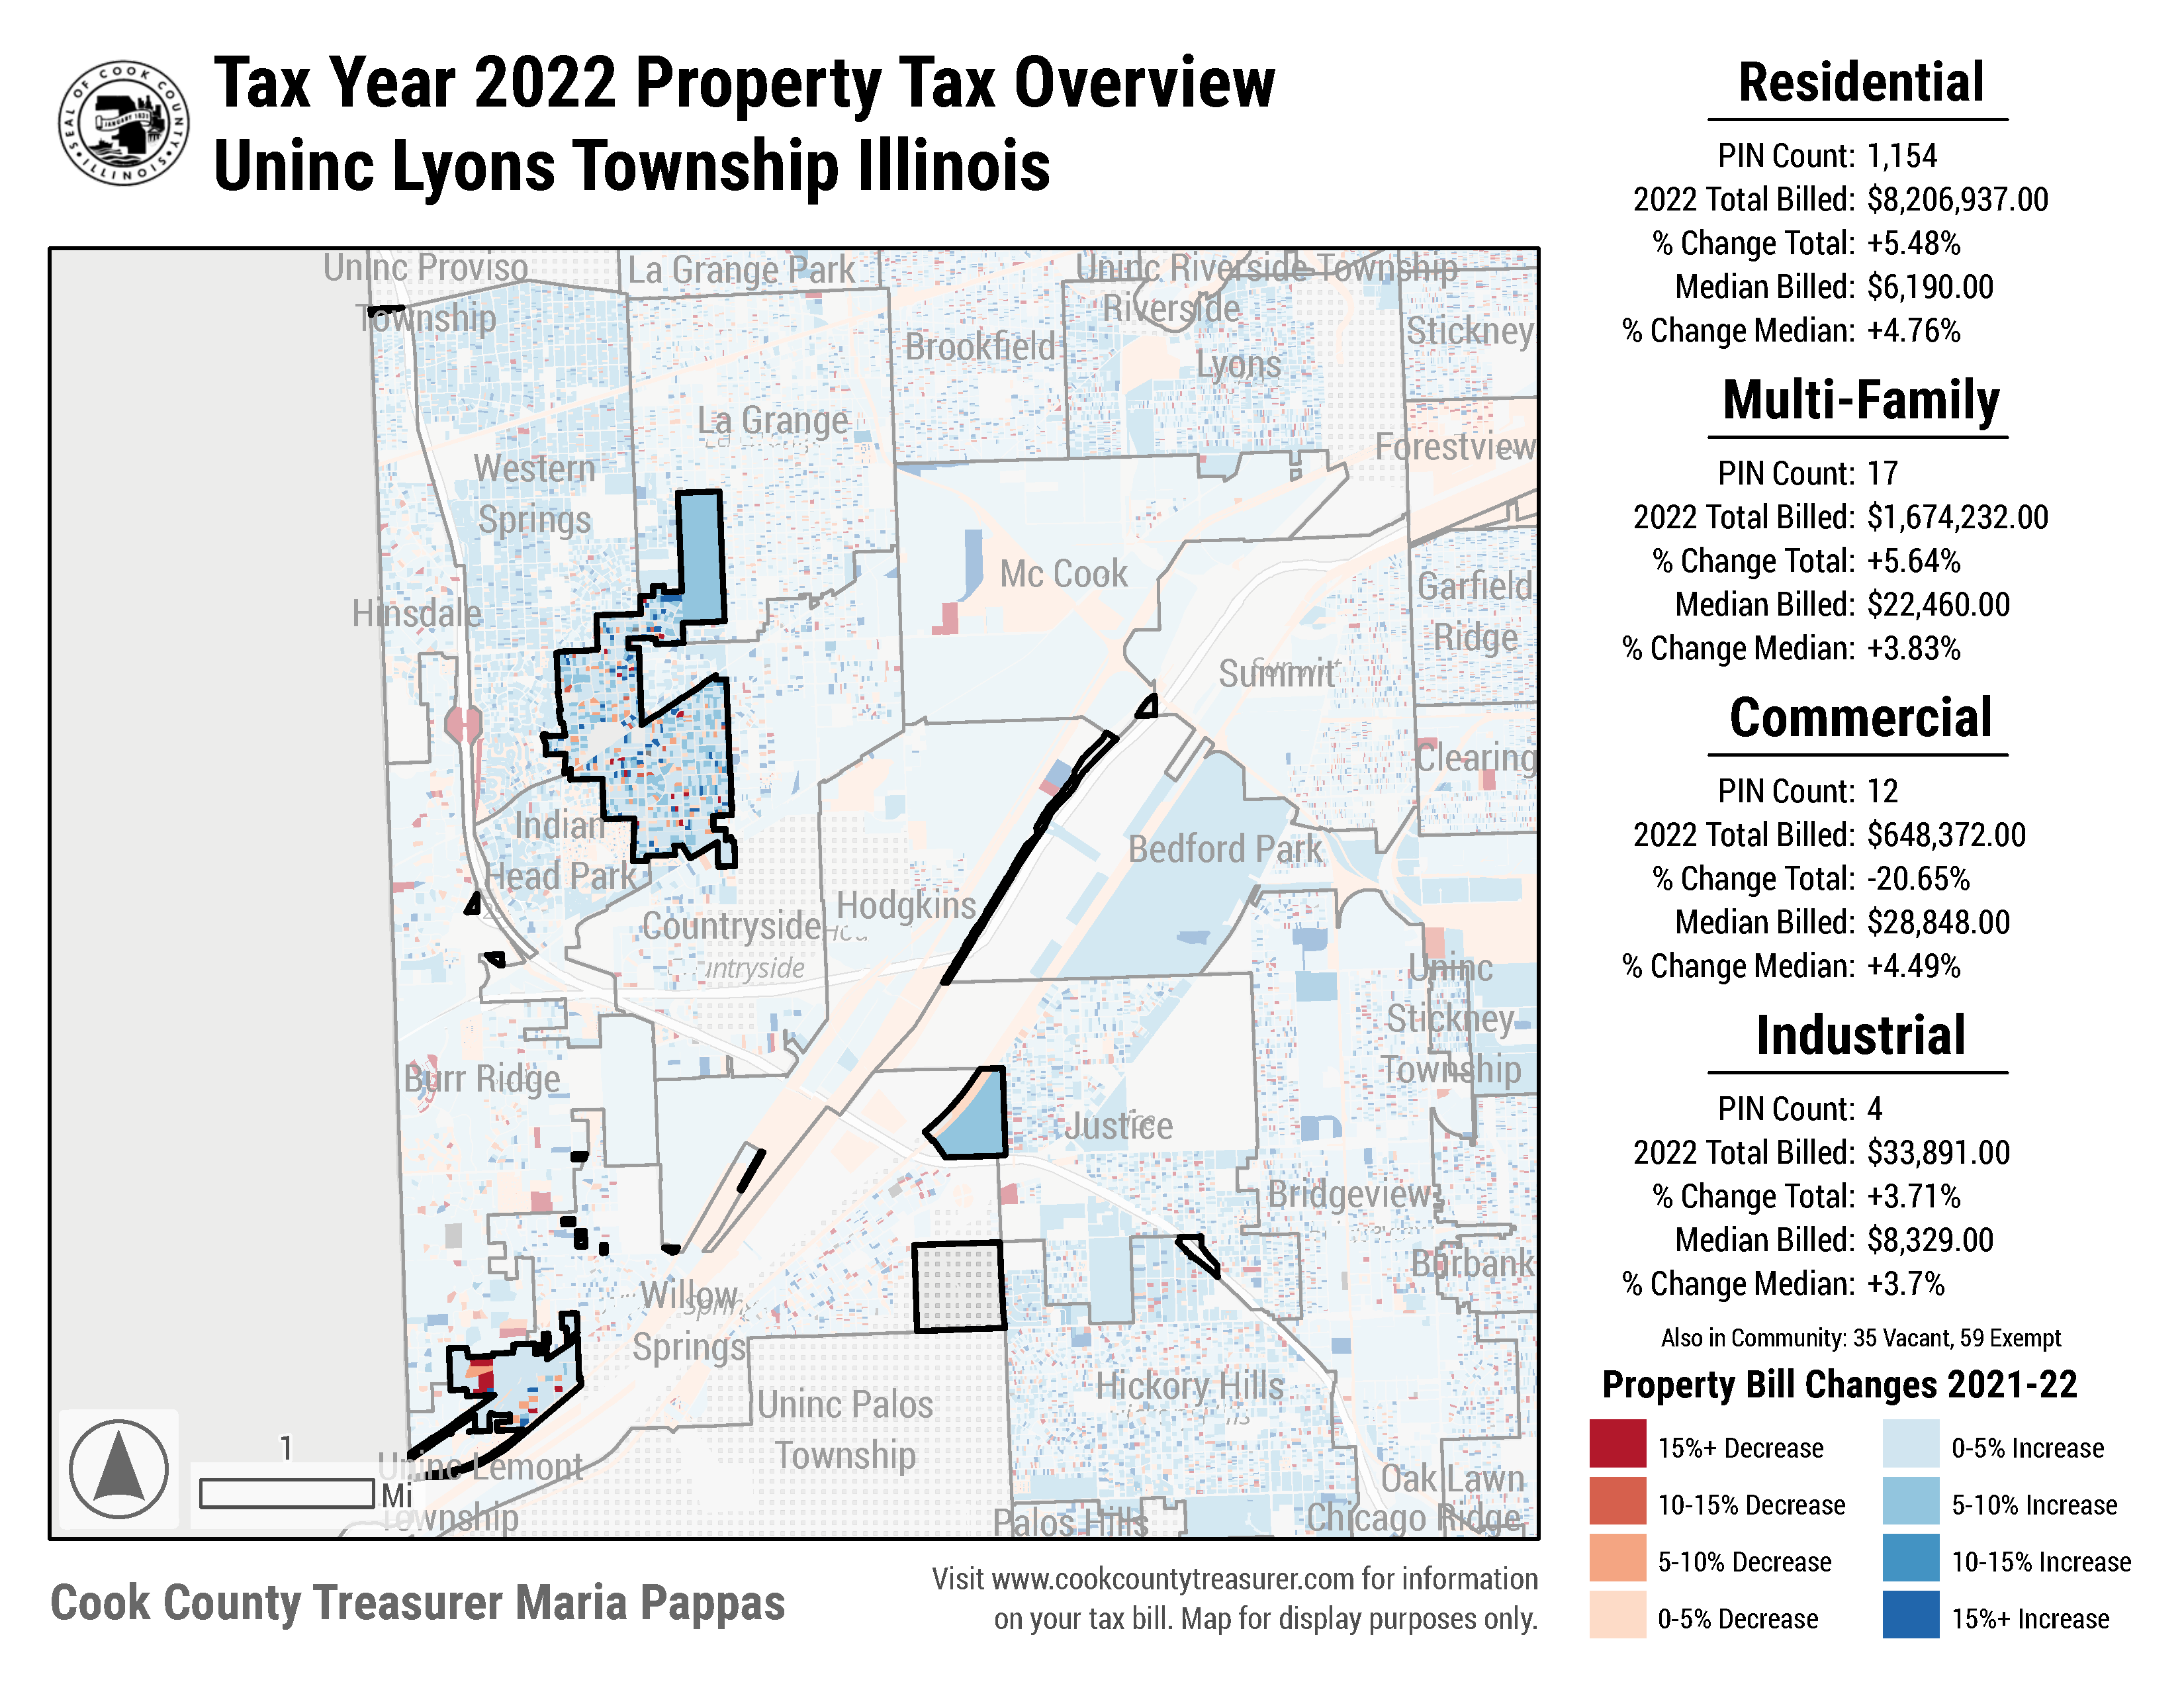 SEAL OF COOK COUNTY ILLINOIS
JANUARY 1831
Tax Year 2022 Property Tax Overview
Uninc Lyons Township Illinois
Uninc Proviso
Township
La Grange Park
Uninc Riverside Township
Riverside
Brookfield
Lyons
Stickney
La Grange
Forestview
Western
Springs
Mc Cook
Garfield
Ridge
Hinsdale
Summit
Clearing
Indian
Head Park
Bedford Park
Hodgkins
Countryside
intryside
Uninc
Stickney
Township
Burr Ridge
Justice
Bridgeview
Burbank
Willow
Springs
Hickory Hills
Uninc Palos
Township
Uninc Lemont
Township
Oak Lawn
Palos Hills
Chicago Ridge
1
Mi
Cook County Treasurer Maria Pappas
Visit www.cookcountytreasurer.com for information
on your tax bill. Map for display purposes only.
Residential
PIN Count: 1,154
2022 Total Billed: $8,206,937.00
% Change Total: +5.48%
Median Billed: $6,190.00
% Change Median: +4.76%
Multi-Family
PIN Count: 17
2022 Total Billed: $1,674,232.00
% Change Total: +5.64%
Median Billed: $22,460.00
% Change Median: +3.83%
Commercial
PIN Count: 12
2022 Total Billed: $648,372.00
% Change Total: -20.65%
Median Billed: $28,848.00
% Change Median: +4.49%
Industrial
PIN Count: 4
2022 Total Billed: $33,891.00
% Change Total: +3.71%
Median Billed: $8,329.00
% Change Median: +3.7%
Also in Community: 35 Vacant, 59 Exempt
Property Bill Changes 2021-22
15%+ Decrease
0-5% Increase
10-15% Decrease
5-10% Increase
5-10% Decrease
10-15% Increase
0-5% Decrease
15%+ Increase